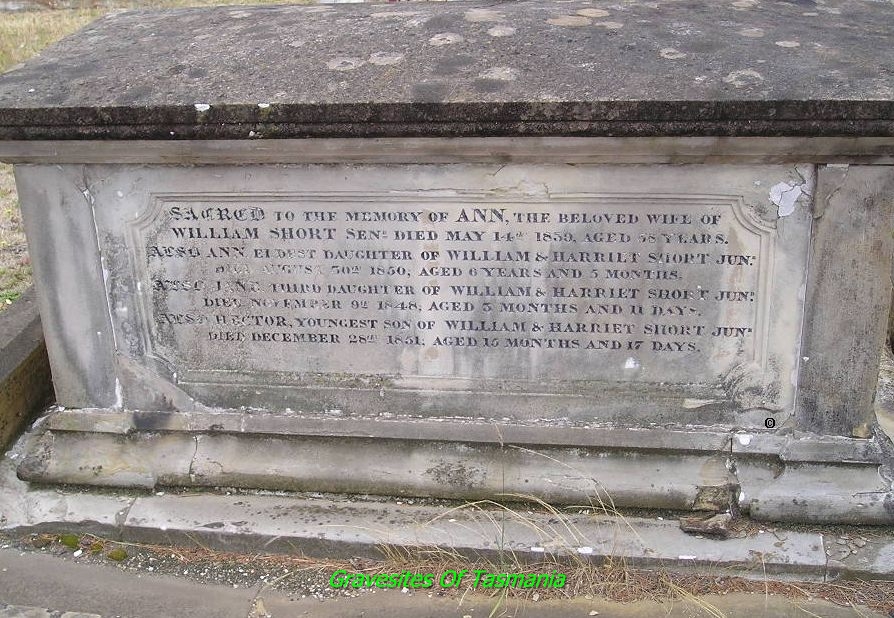 SACRED TO THE MEMORY OF ANN, THE BELOVED WIFE OF
WILLIAM SHORT SENR. DIED MAY 14TH 1839, AGED 58 YEARS.
ALSO ANN, ELDEST DAUGHTER OF WILLIAM & HARRIET SHORT JUNR.
DIED AUGUST 30TH 1850, AGED 6 YEARS AND 5 MONTHS.
ALSO JANE THIRD DAUGHTER OF WILLIAM & HARRIET SHORT JUNR.
DIED NOVEMBER 9TH 1848, AGED 3 MONTHS AND 11 DAYS.
ALSO HECTOR, YOUNGEST SON OF WILLIAM & HARRIET SHORT JUNR.
DIED DECEMBER 28TH 1851, AGED 15 MONTHS AND 17 DAYS.
Gravesites Of Tasmania